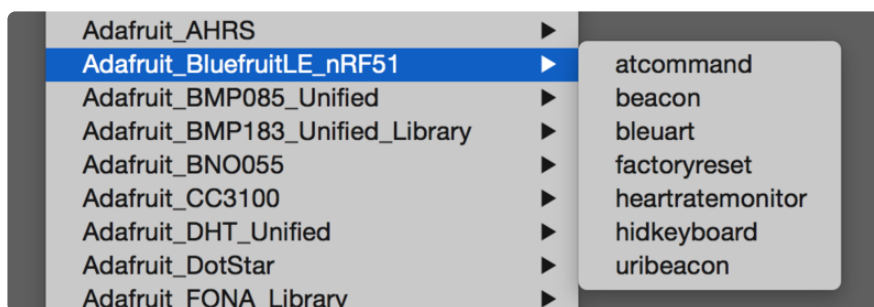 Adafruit_AHRS
Adafruit_BluefruitLE_nRF51
Adafruit_BMP085_Unified
Adafruit_BMP183_Unified_Library
Adafruit_BNO055
Adafruit_CC3100
Adafruit_DHT_Unified
Adafruit_DotStar
Adafruit_FONA_Library
atcommand
beacon
bleuart
factoryreset
heartratemonitor
hidkeyboard
uribeacon